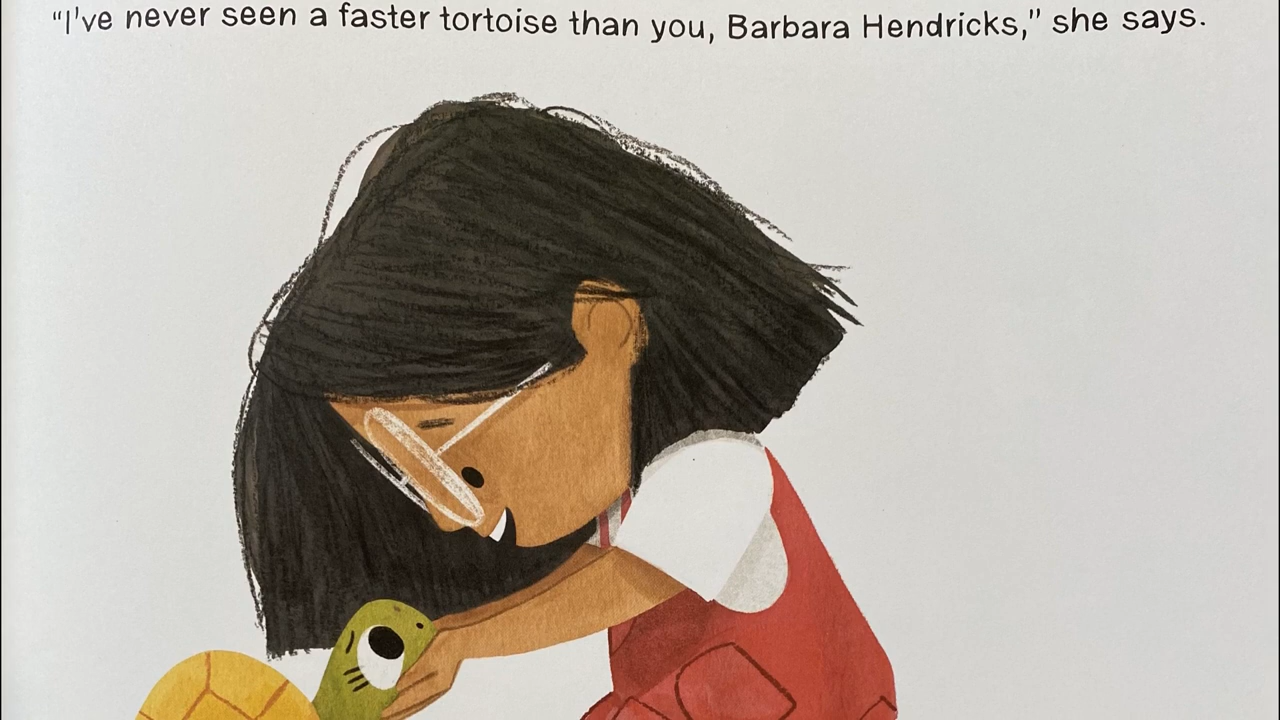 “I’ve never seen a faster tortoise than you, Barbara Hendricks,” she says.